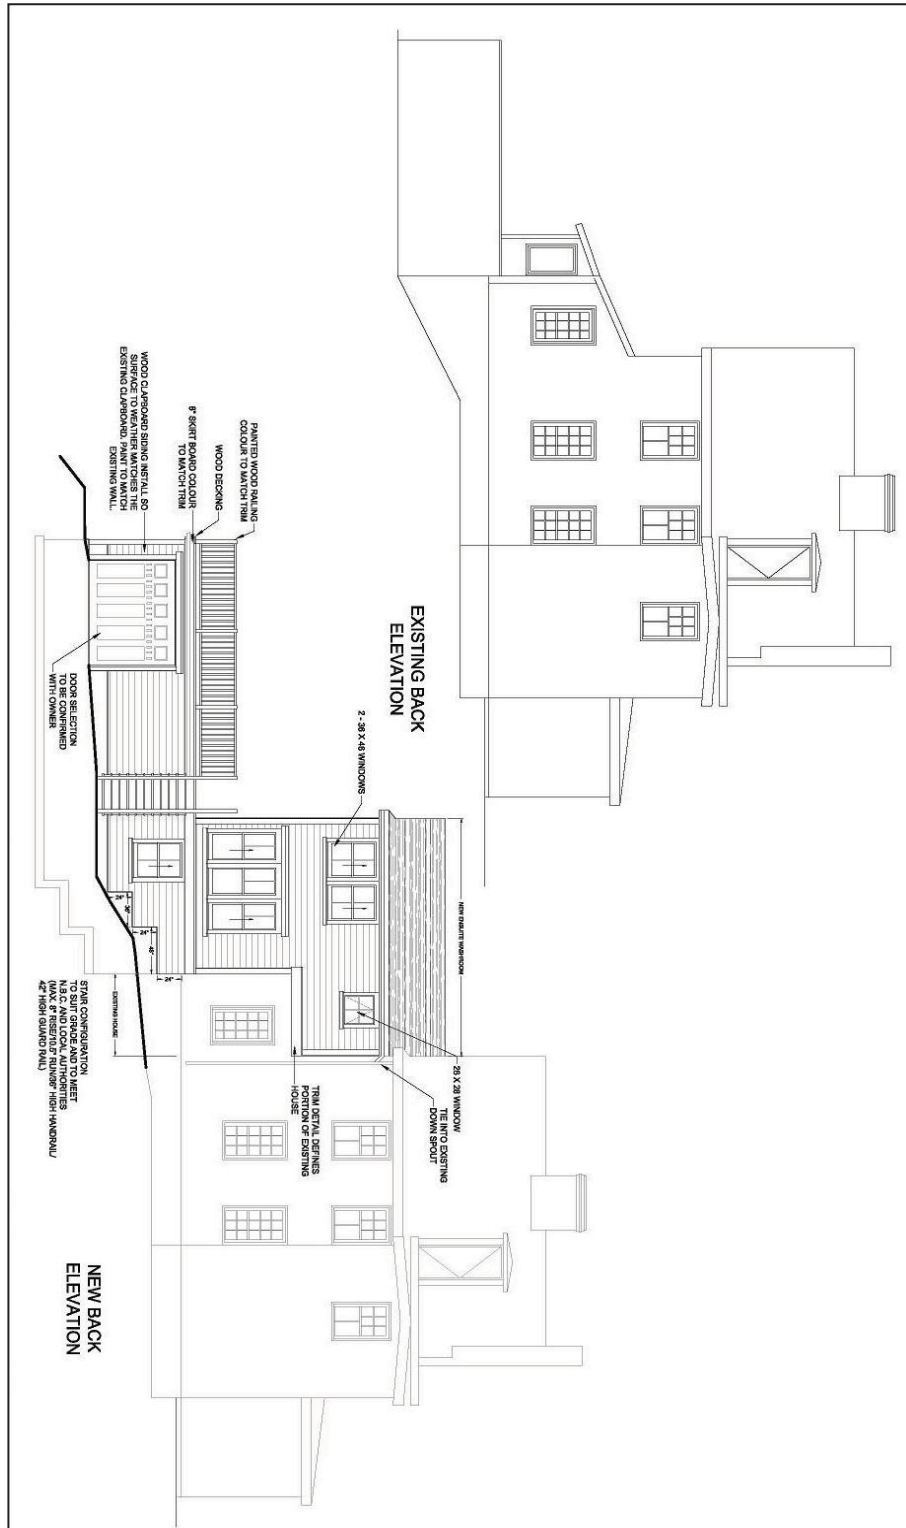 EXISTING BACK
ELEVATION
PAINTED WOOD RAILING
COLOUR TO MATCH TRIM
WOOD DECKING
8" SKIRT BOARD COLOUR
TO MATCH TRIM
WOOD CLAPBOARD SIDING INSTALL SO
SURFACE TO WEATHER MATCHES THE
EXISTING CLAPBOARD. PAINT TO MATCH
EXISTING WALL.
DOOR SELECTION
TO BE CONFIRMED
WITH OWNER
2 - 36 X 48 WINDOWS
NEW ENSUITE WASHROOM
26 X 28 WINDOW
TIE INTO EXISTING
DOWN SPOUT
TRIM DETAIL DEFINES
PORTION OF EXISTING
HOUSE
EXISTING HOUSE
24"
36"
24"
48"
24"
STAIR CONFIGURATION
TO SUIT GRADE AND TO MEET
N.B.C. AND LOCAL AUTHORITIES
(MAX. 8" RISE/10.5" RUN/36" HIGH HANDRAIL/
42" HIGH GUARD RAIL)
NEW BACK
ELEVATION